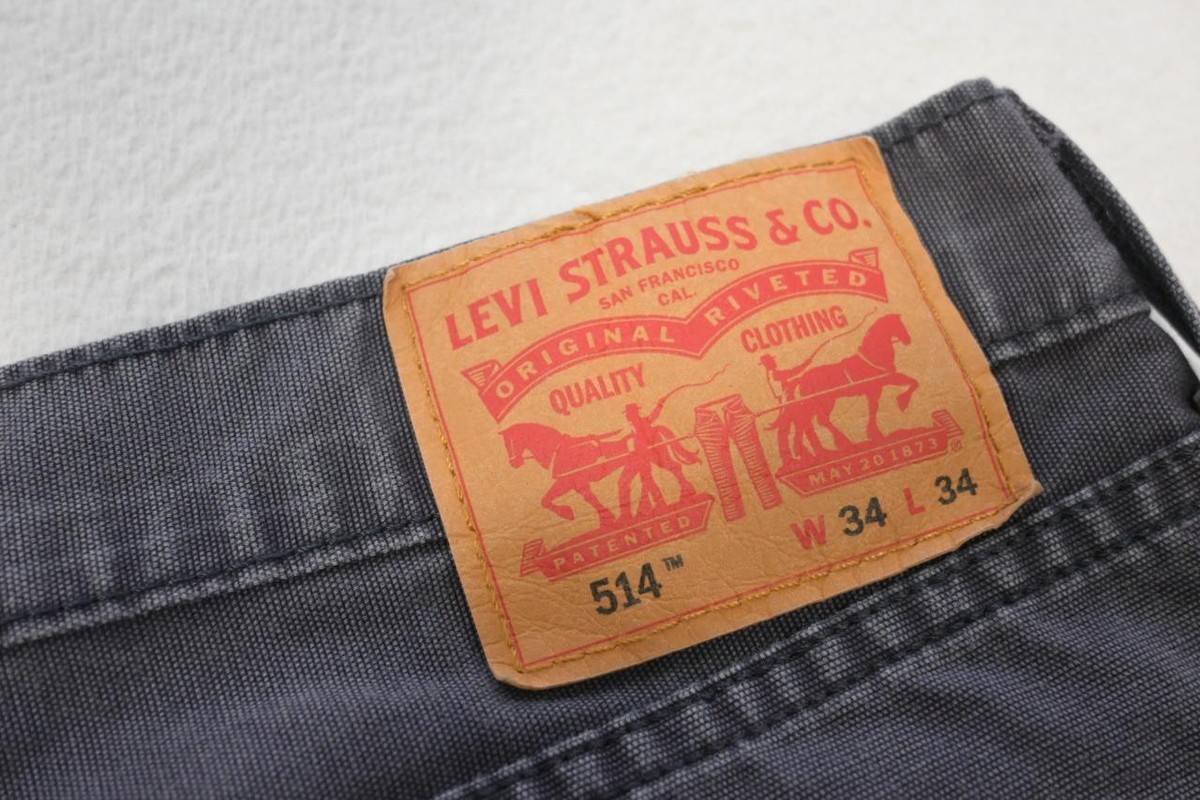 LEVI STRAUSS & CO.
SAN FRANCISCO
CAL.
ORIGINAL RIVETED
QUALITY CLOTHING
PATENTED MAY 20 1873 ®
514™ W 34 L 34